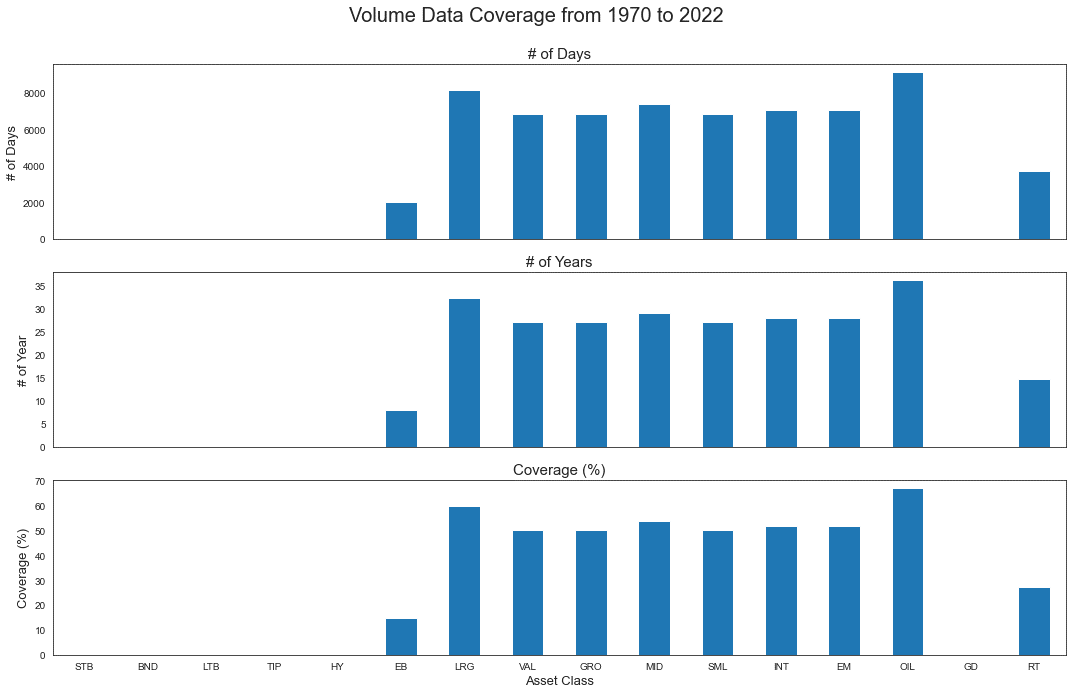 Volume Data Coverage from 1970 to 2022
# of Days
# of Days
8000
6000
4000
2000
0
# of Years
# of Year
35
30
25
20
15
10
5
0
Coverage (%)
Coverage (%)
70
60
50
40
30
20
10
0
STB BND LTB TIP HY EB LRG VAL GRO MID SML INT EM OIL GD RT
Asset Class